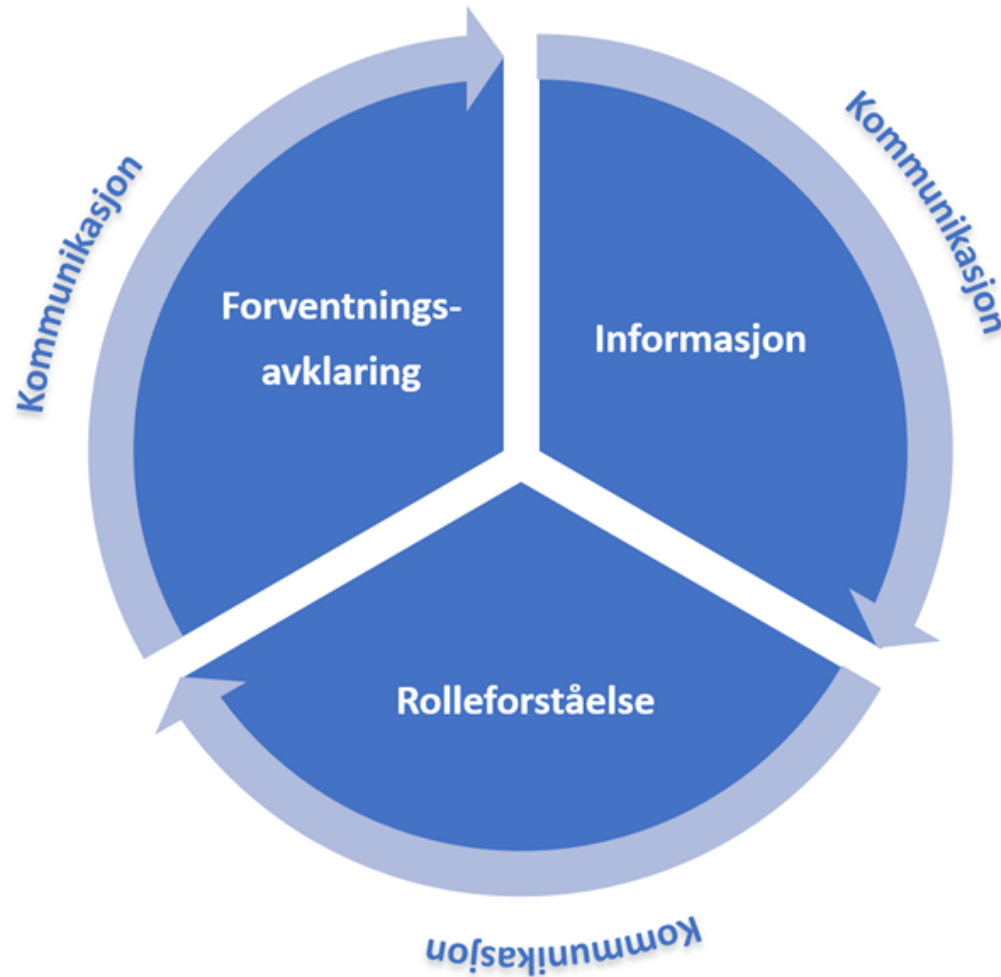 Kommunikasjon
Kommunikasjon
Forventnings-
avklaring
Informasjon
Rolleforståelse
Kommunikasjon